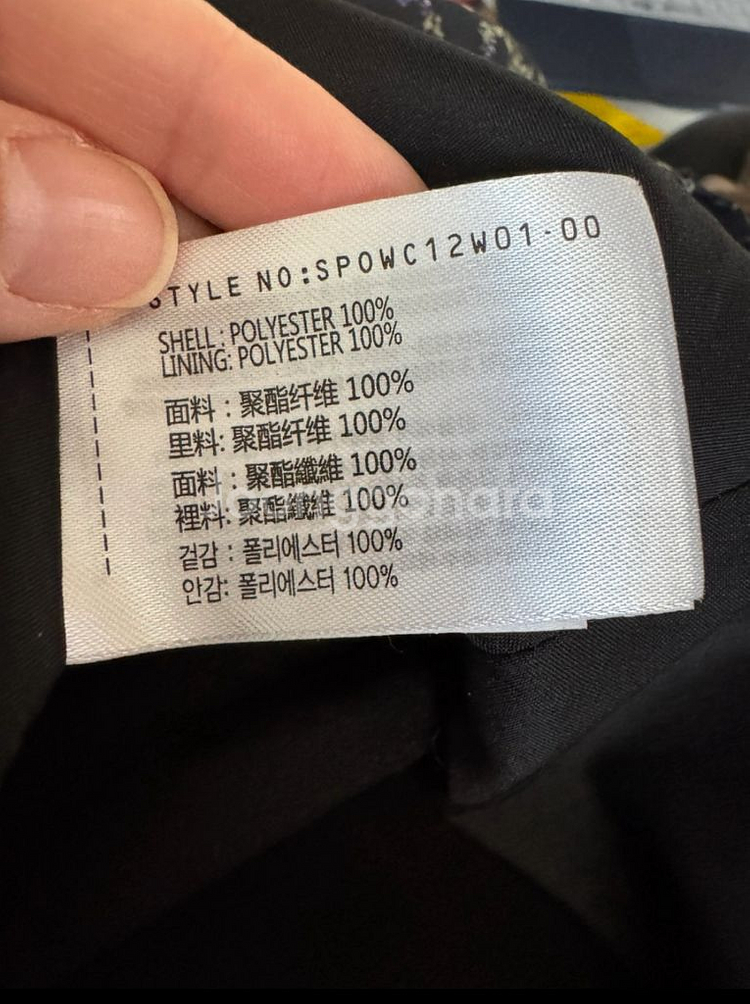 STYLE NO:SPOWC12W01-00
SHELL : POLYESTER 100%
LINING: POLYESTER 100%
面料 : 聚酯纤维 100%
里料: 聚酯纤维 100%
面料 : 聚酯纖維 100%
裡料: 聚酯纖維 100%
겉감 : 폴리에스터 100%
안감: 폴리에스터 100%